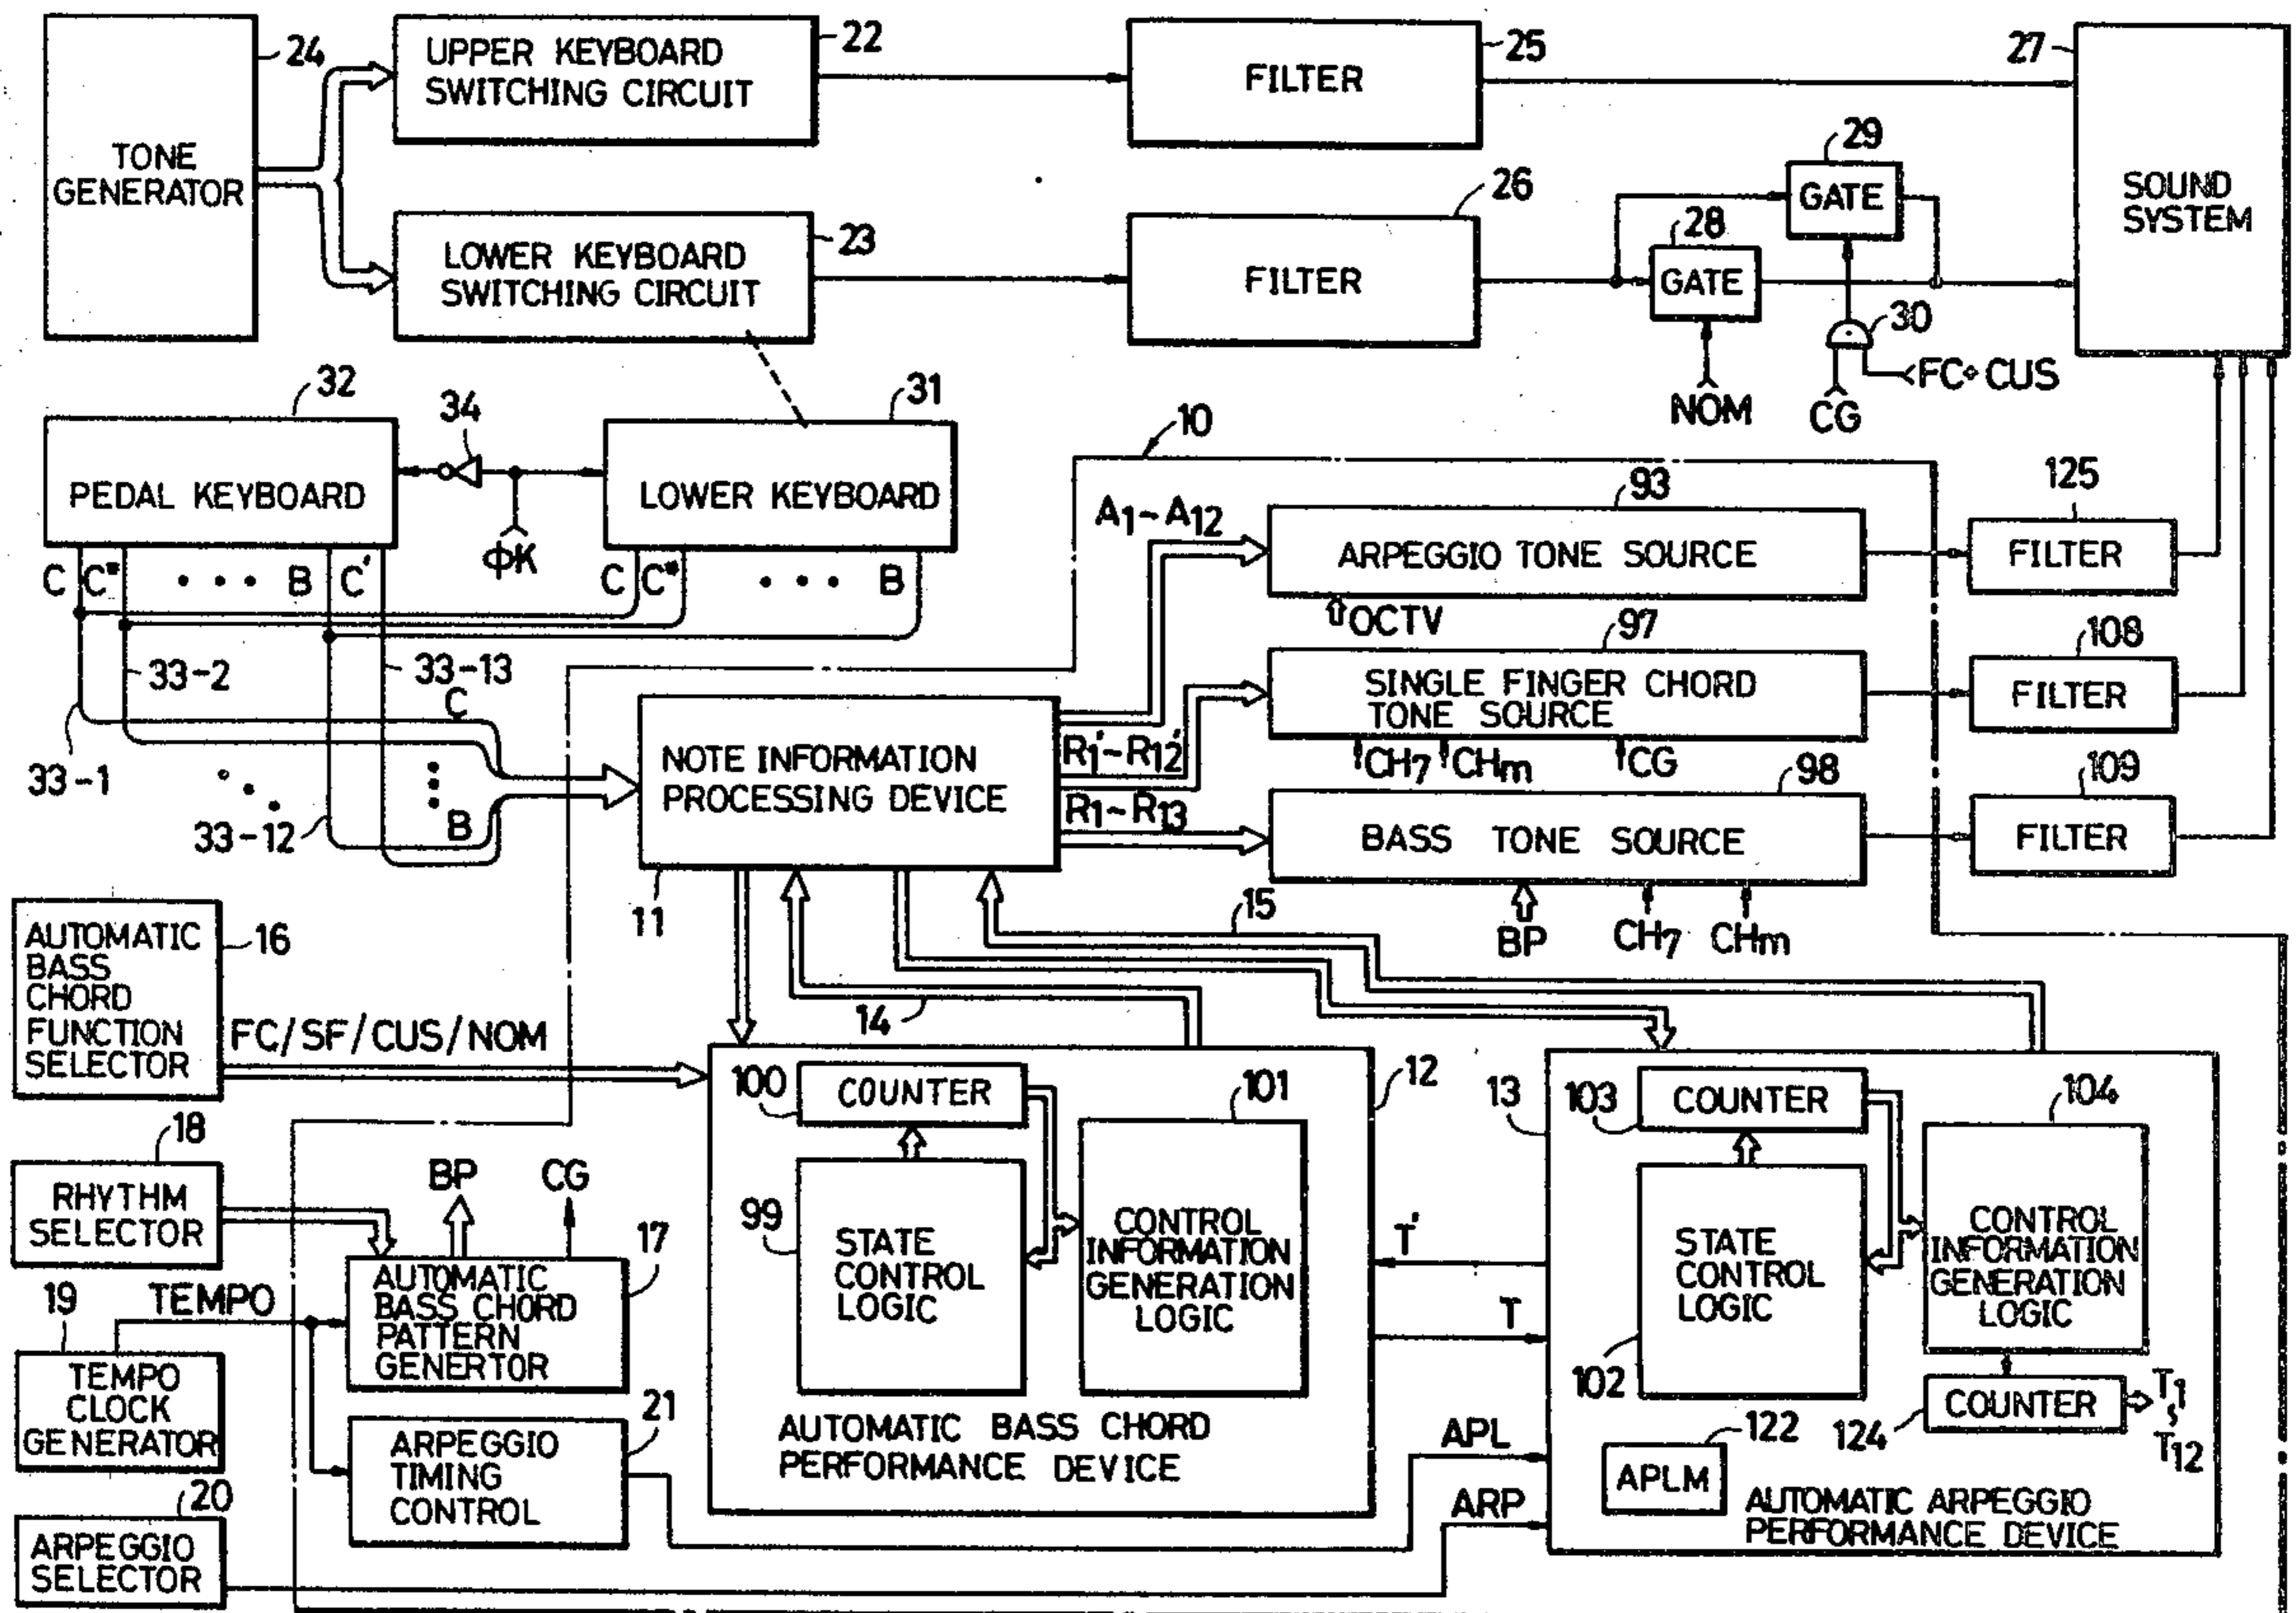 24
TONE
GENERATOR
UPPER KEYBOARD
SWITCHING CIRCUIT
22
FILTER
25
27
SOUND
SYSTEM
LOWER KEYBOARD
SWITCHING CIRCUIT
23
FILTER
26
29
GATE
28
GATE
30
NOM
CG
FC+CUS
32
PEDAL KEYBOARD
34
φK
31
LOWER KEYBOARD
10
C C# • • • B C'
C C# • • • B
33-1
33-2
33-12
33-13
C
B
NOTE INFORMATION
PROCESSING DEVICE
11
A1~A12
R1'~R12'
R1~R13
93
ARPEGGIO TONE SOURCE
OCTV
125
FILTER
97
SINGLE FINGER CHORD
TONE SOURCE
CH7 CHm CG
108
FILTER
98
BASS TONE SOURCE
BP CH7 CHm
109
FILTER
14
15
AUTOMATIC
BASS
CHORD
FUNCTION
SELECTOR
16
FC/SF/CUS/NOM
18
RHYTHM
SELECTOR
BP CG
17
AUTOMATIC
BASS CHORD
PATTERN
GENERTOR
19
TEMPO
TEMPO
CLOCK
GENERATOR
21
ARPEGGIO
TIMING
CONTROL
20
ARPEGGIO
SELECTOR
12
100
COUNTER
99
STATE
CONTROL
LOGIC
101
CONTROL
INFORMATION
GENERATION
LOGIC
AUTOMATIC BASS CHORD
PERFORMANCE DEVICE
T'
T
APL
ARP
13
103
COUNTER
102
STATE
CONTROL
LOGIC
104
CONTROL
INFORMATION
GENERATION
LOGIC
124
COUNTER
T1
~
T12
122
APLM
AUTOMATIC ARPEGGIO
PERFORMANCE DEVICE